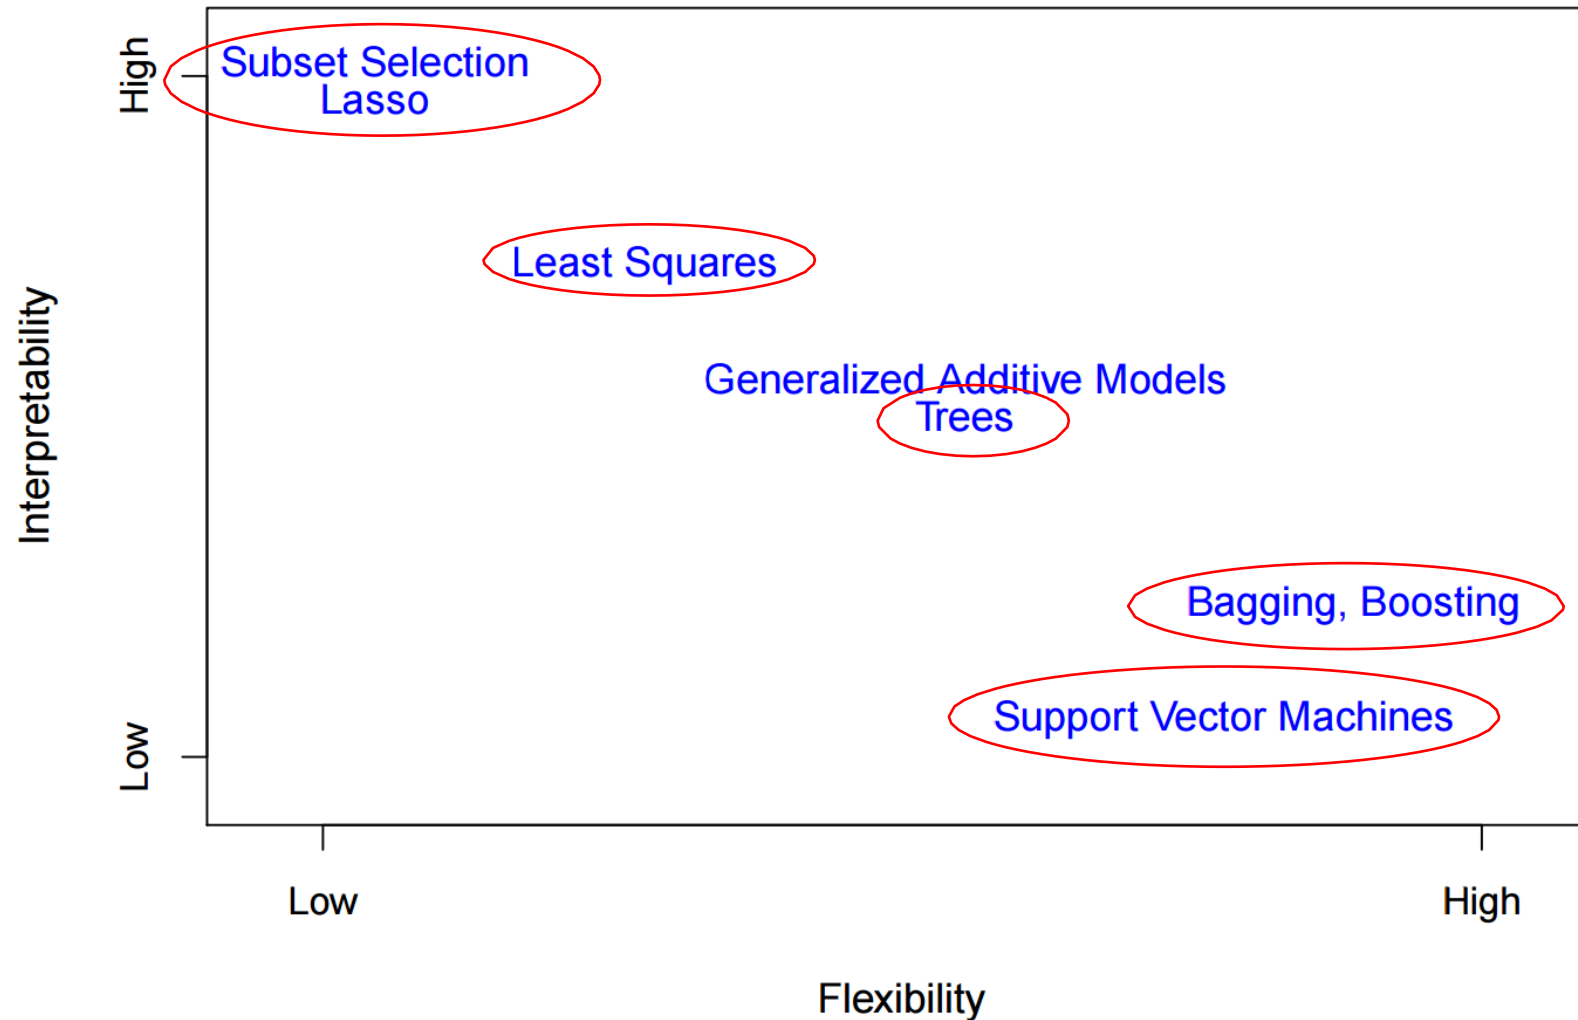 High
Subset Selection
Lasso
Least Squares
Interpretability
Generalized Additive Models
Trees
Bagging, Boosting
Support Vector Machines
Low
Low
High
Flexibility